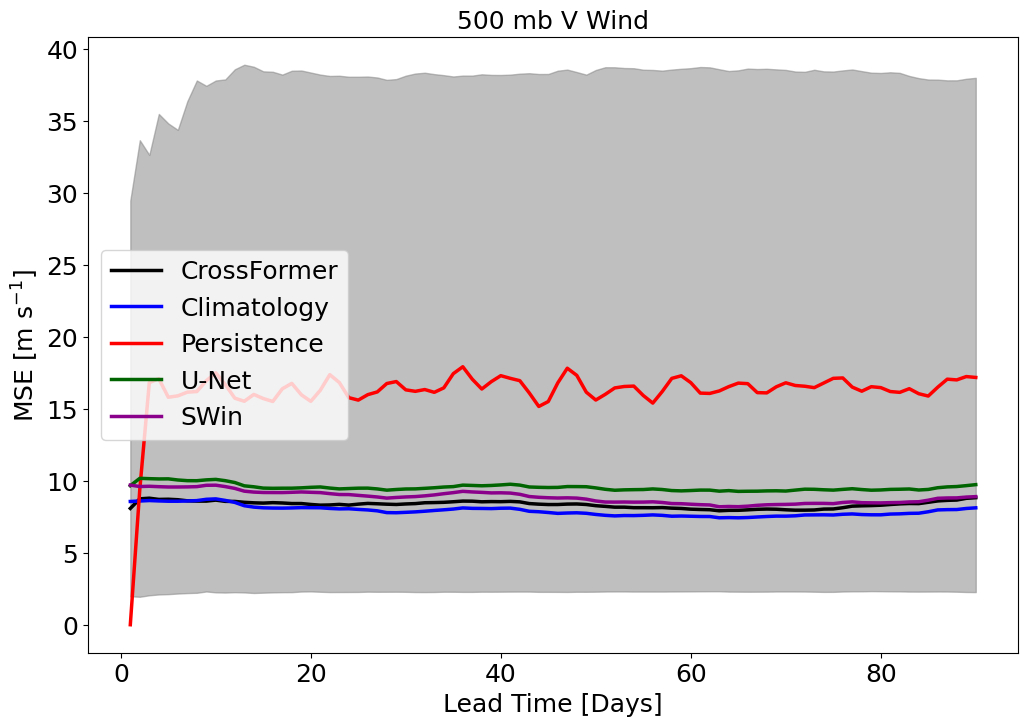 500 mb V Wind
MSE [m s⁻¹]
40
35
30
25
20
15
10
5
0
CrossFormer
Climatology
Persistence
U-Net
SWin
0 20 40 60 80
Lead Time [Days]